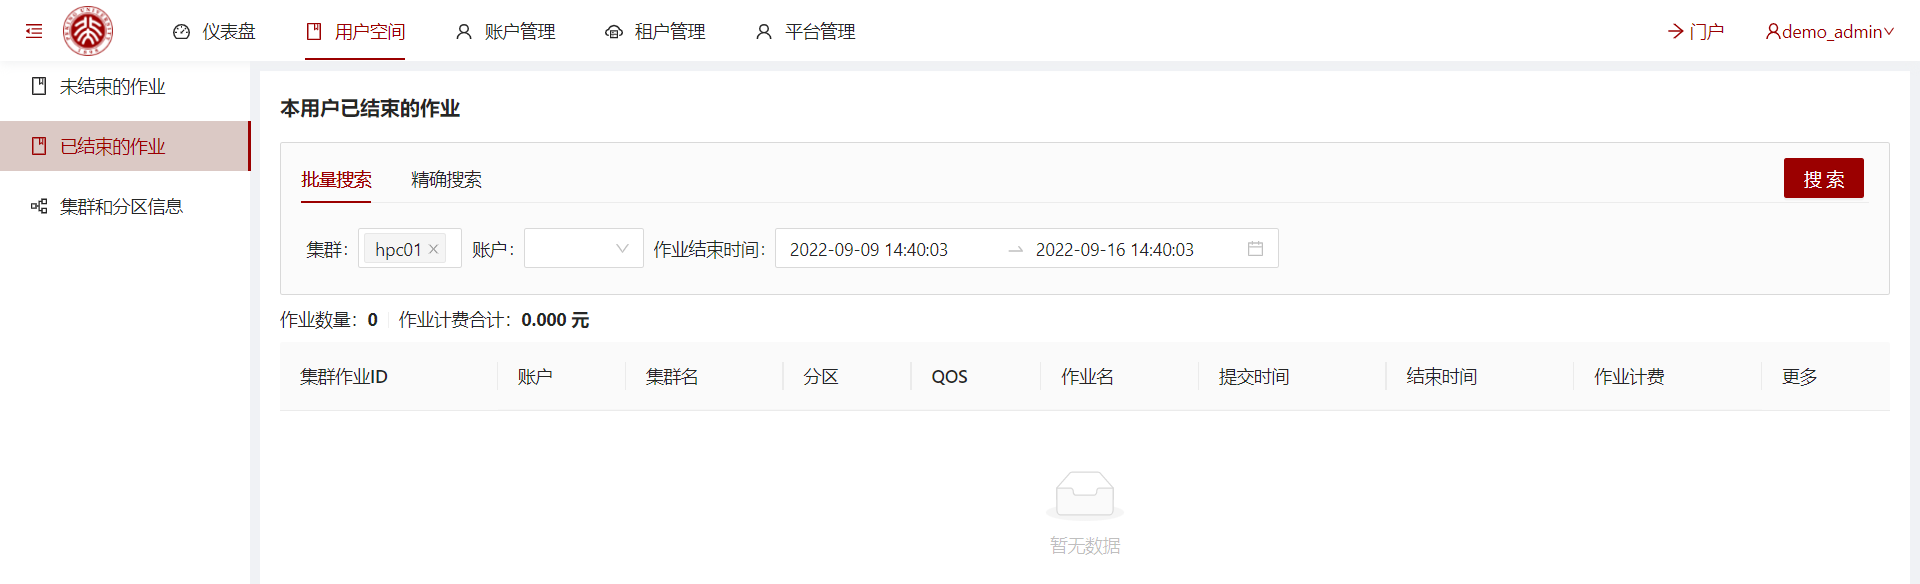 仪表盘 用户空间 账户管理 租户管理 平台管理 门户 demo_admin
未结束的作业
已结束的作业
集群和分区信息
本用户已结束的作业
批量搜索 精确搜索 搜 索
集群： hpc01 账户： 作业结束时间： 2022-09-09 14:40:03 2022-09-16 14:40:03
作业数量：0 作业计费合计：0.000 元
集群作业ID 账户 集群名 分区 QOS 作业名 提交时间 结束时间 作业计费 更多
暂无数据